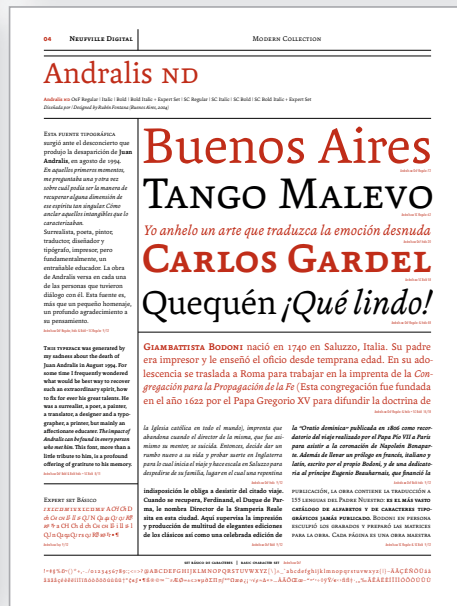 04 NEUFVILLE DIGITAL MODERN COLLECTION
Andralis ND
Andralis ND OsF Regular | Italic | Bold | Bold Italic + Expert Set | SC Regular | SC Italic | SC Bold | SC Bold Italic + Expert Set
Diseñada por / Designed by Rubén Fontana (Buenos Aires, 2004)
ESTA FUENTE TIPOGRÁFICA
surgió ante el desconcierto que
produjo la desaparición de Juan
Andralis, en agosto de 1994.
En aquellos primeros momentos,
me preguntaba una y otra vez
sobre cuál podía ser la manera de
recuperar alguna dimensión de
ese espíritu tan singular. Cómo
anclar aquellos intangibles que lo
caracterizaban.
Surrealista, poeta, pintor,
traductor, diseñador y
tipógrafo, impresor, pero
fundamentalmente, un
entrañable educador. La obra
de Andralis versa en cada una
de las personas que tuvieron
diálogo con él. Esta fuente es,
más que un pequeño homenaje,
un profundo agradecimiento a
su pensamiento.
THIS TYPEFACE was generated by
my sadness about the death of
Juan Andralis in August 1994. For
some time I frequently wondered
what would be best way to recover
such an extraordinary spirit, how
to fix for ever his great talents. He
was a surrealist, a poet, a painter,
a translator, a designer and a typo-
grapher, a printer, but mainly an
affectionate educator. The impact of
Andralis can be found in every person
who met him. This font, more than a
little tribute to him, is a profound
offering of gratitude to his memory.
EXPERT SET BÁSICO
Buenos Aires
TANGO MALEVO
Yo anhelo un arte que traduzca la emoción desnuda
CARLOS GARDEL
Quequén ¡Qué lindo!
GIAMBATTISTA BODONI nació en 1740 en Saluzzo, Italia. Su padre
era impresor y le enseñó el oficio desde temprana edad. En su ado-
lescencia se traslada a Roma para trabajar en la imprenta de la Con-
gregación para la Propagación de la Fe (Esta congregación fue fundada
en el año 1622 por el Papa Gregorio XV para difundir la doctrina de
la Iglesia Católica en todo el mundo), imprenta que
abandona cuando el director de la misma, que fue asi-
mismo su mentor, se suicida. Entonces, decide dar un
rumbo nuevo a su vida y probar suerte en Inglaterra
para lo cual inicia el viaje y hace escala en Saluzzo para
despedirse de su familia, lugar en el cual una repentina
indisposición le obliga a desistir del citado viaje.
Cuando se recupera, Ferdinand, el Duque de Par-
ma, le nombra Director de la Stamperia Reale
sita en esta ciudad. Aquí supervisa la impresión
y producción de multitud de elegantes ediciones
de los clásicos así como una celebrada edición de
la "Oratio dominica" publicada en 1806 como recor-
datorio del viaje realizado por el Papa Pío VII a París
para asistir a la coronación de Napoleón Bonapar-
te. Además de llevar un prólogo en francés, italiano y
latín, escrito por el propio Bodoni, y de una dedicato-
ria al príncipe Eugenio Beauharnais, que financió la
PUBLICACIÓN, LA OBRA CONTIENE LA TRADUCCIÓN A
155 LENGUAS DEL PADRE NUESTRO: ES EL MÁS VASTO
CATÁLOGO DE ALFABETOS Y DE CARACTERES TIPO-
GRÁFICOS JAMÁS PUBLICADO. BODONI EN PERSONA
ESCULPIÓ LOS GRABADOS Y PREPARÓ LAS MATRICES
PARA LA OBRA. CADA PÁGINA ES UNA OBRA MAESTRA
SET BÁSICO DE CARACTERES | BASIC CHARACTER SET